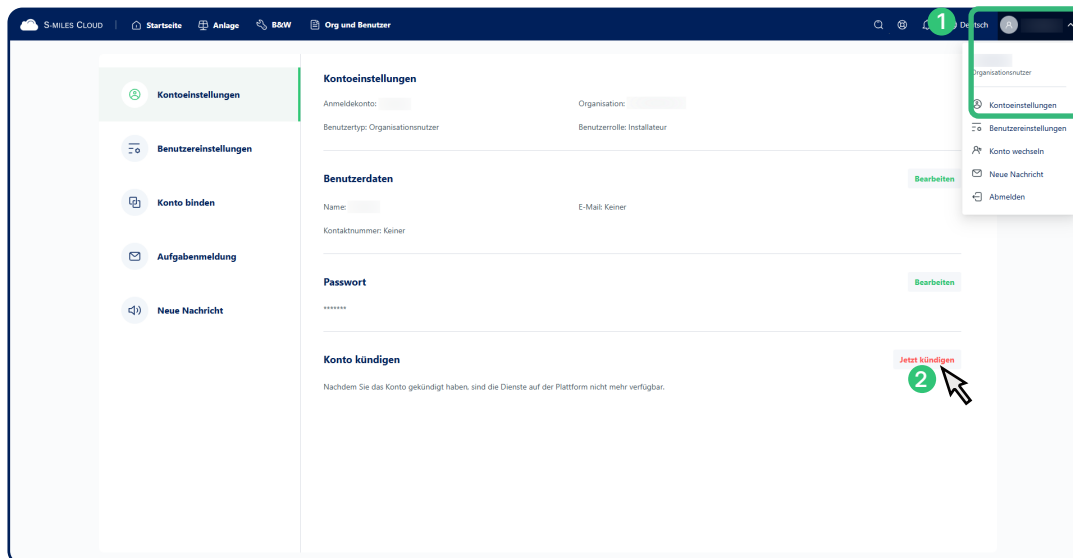 S-MILES CLOUD Startseite Anlage B&W Org und Benutzer 1 Deutsch
Organisationsnutzer
Kontoeinstellungen
Benutzereinstellungen
Konto wechseln
Neue Nachricht
Abmelden
Kontoeinstellungen
Benutzereinstellungen
Konto binden
Aufgabenmeldung
Neue Nachricht
Kontoeinstellungen
Anmeldekonto: Organisation:
Benutzertyp: Organisationsnutzer Benutzerrolle: Installateur
Benutzerdaten Bearbeiten
Name: E-Mail: Keiner
Kontaktnummer: Keiner
Passwort Bearbeiten
*******
Konto kündigen Jetzt kündigen
2
Nachdem Sie das Konto gekündigt haben, sind die Dienste auf der Plattform nicht mehr verfügbar.